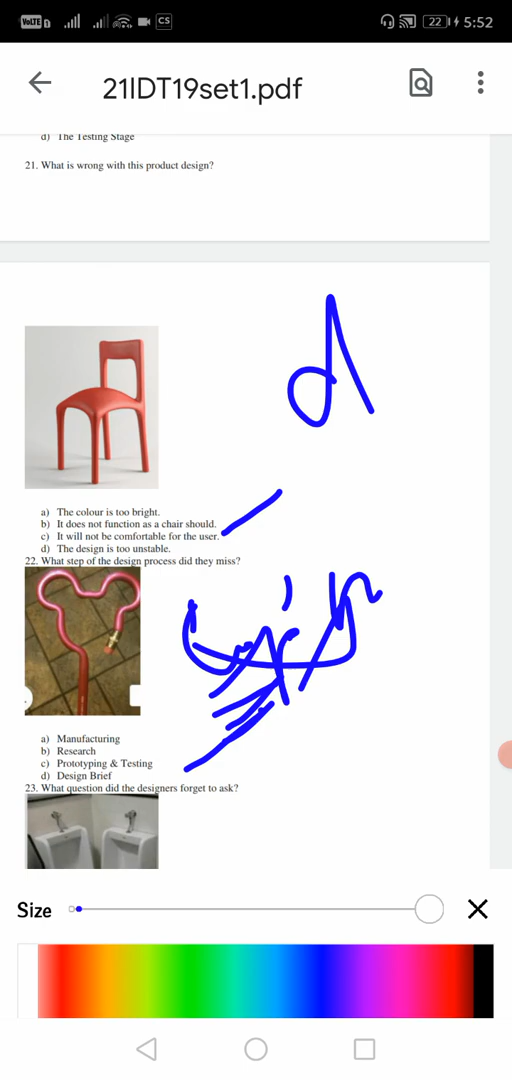 VoLTE
CS
22
5:52
21IDT19set1.pdf
d) The Testing Stage
21. What is wrong with this product design?
d
a) The colour is too bright.
b) It does not function as a chair should.
c) It will not be comfortable for the user.
d) The design is too unstable.
22. What step of the design process did they miss?
a) Manufacturing
b) Research
c) Prototyping & Testing
d) Design Brief
23. What question did the designers forget to ask?
Size